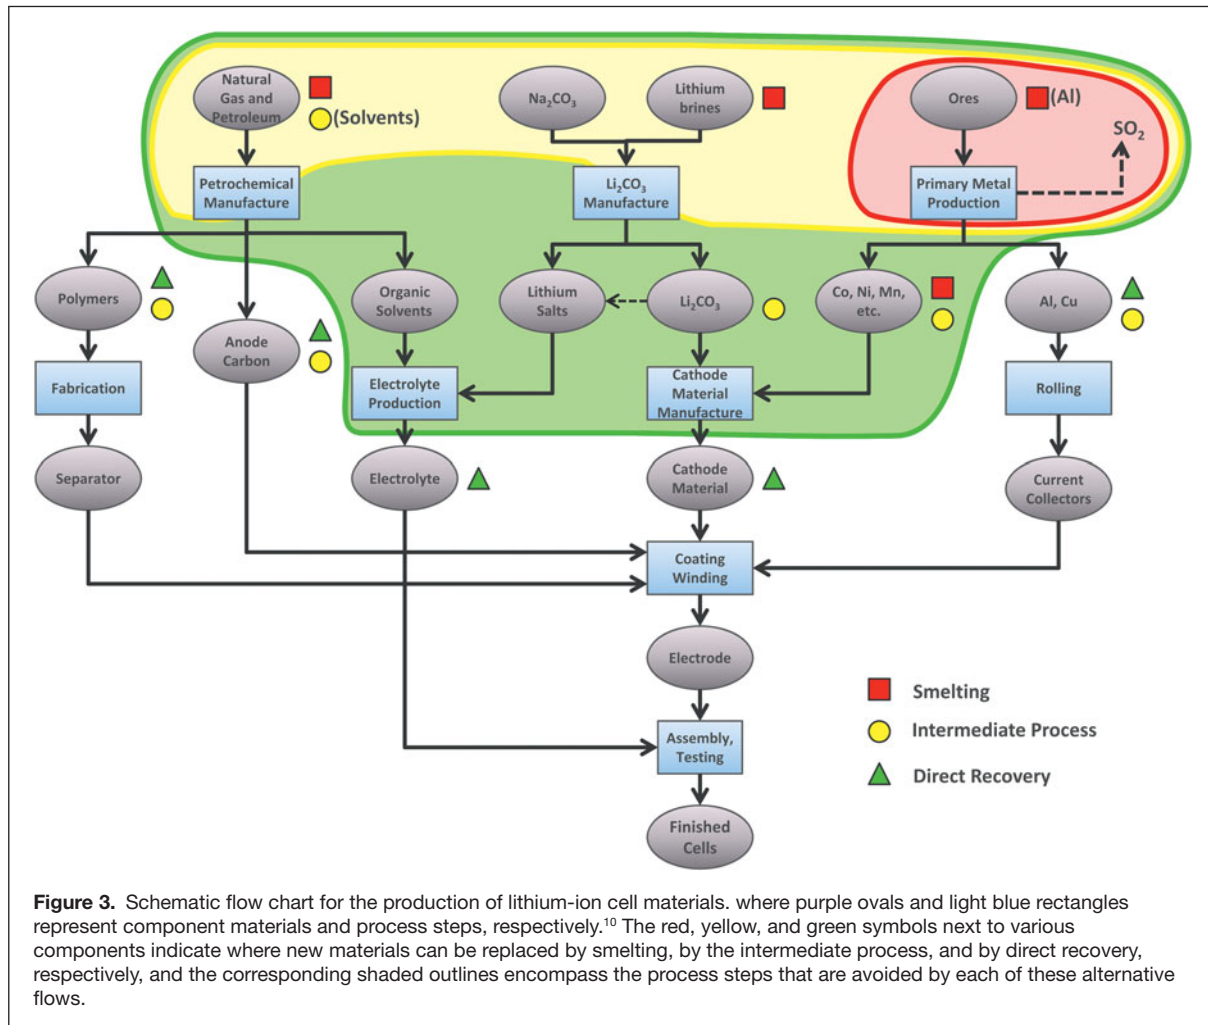 Natural
Gas and
Petroleum
(Solvents)
Na₂CO₃
Lithium
brines
Ores
(Al)
SO₂
Petrochemical
Manufacture
Li₂CO₃
Manufacture
Primary Metal
Production
Polymers
Organic
Solvents
Lithium
Salts
Li₂CO₃
Co, Ni, Mn,
etc.
Al, Cu
Anode
Carbon
Fabrication
Electrolyte
Production
Cathode
Material
Manufacture
Rolling
Separator
Electrolyte
Cathode
Material
Current
Collectors
Coating
Winding
Electrode
Smelting
Intermediate Process
Direct Recovery
Assembly,
Testing
Finished
Cells
Figure 3. Schematic flow chart for the production of lithium-ion cell materials. where purple ovals and light blue rectangles
represent component materials and process steps, respectively.¹⁰ The red, yellow, and green symbols next to various
components indicate where new materials can be replaced by smelting, by the intermediate process, and by direct recovery,
respectively, and the corresponding shaded outlines encompass the process steps that are avoided by each of these alternative
flows.